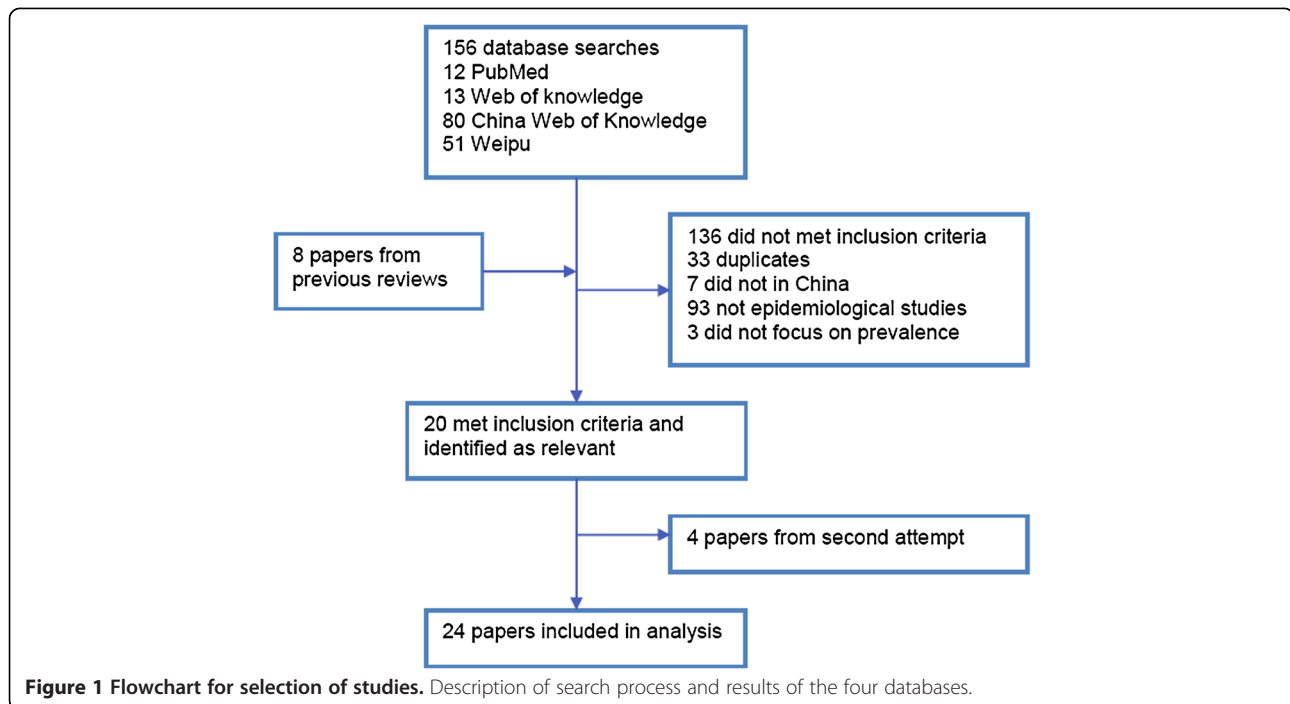 156 database searches
12 PubMed
13 Web of knowledge
80 China Web of Knowledge
51 Weipu
8 papers from
previous reviews
136 did not met inclusion criteria
33 duplicates
7 did not in China
93 not epidemiological studies
3 did not focus on prevalence
20 met inclusion criteria and
identified as relevant
4 papers from second attempt
24 papers included in analysis
Figure 1 Flowchart for selection of studies. Description of search process and results of the four databases.